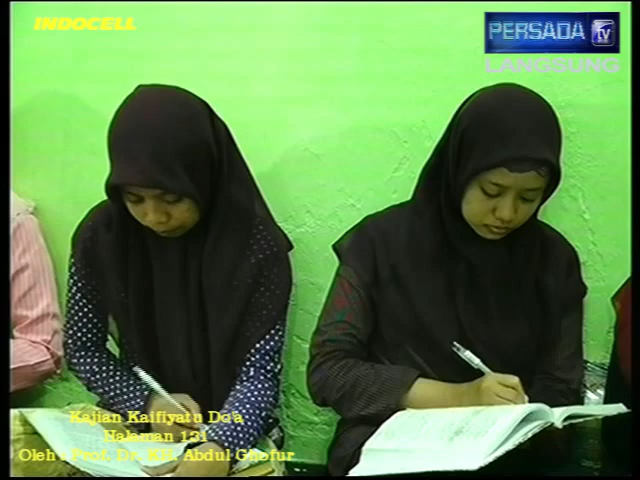 INDOCELL
PERSADA tv
LANGSUNG
Kajian Kaifiyatu Do'a
Halaman 131
Oleh : Prof. Dr. KH. Abdul Ghofur